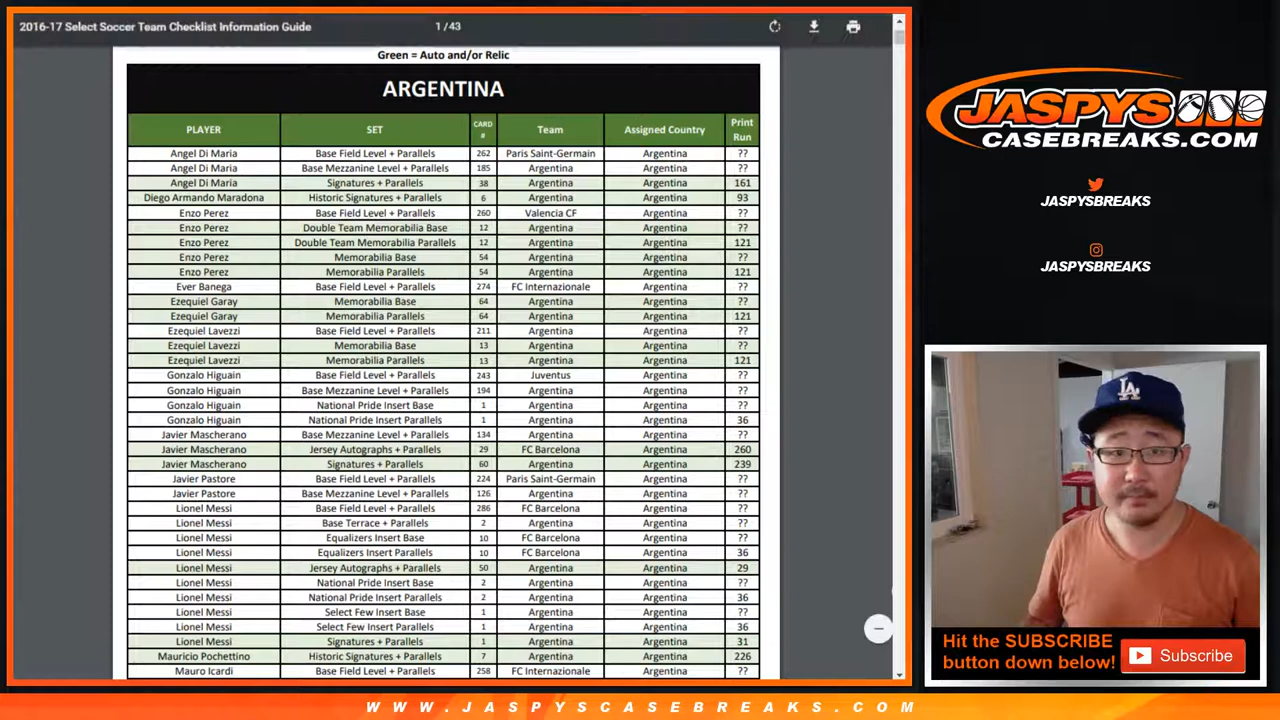 2016-17 Select Soccer Team Checklist Information Guide 1 / 43
Green = Auto and/or Relic
ARGENTINA
PLAYER SET CARD # Team Assigned Country Print Run
Angel Di Maria Base Field Level + Parallels 262 Paris Saint-Germain Argentina ??
Angel Di Maria Base Mezzanine Level + Parallels 185 Argentina Argentina ??
Angel Di Maria Signatures + Parallels 38 Argentina Argentina 161
Diego Armando Maradona Historic Signatures + Parallels 6 Argentina Argentina 93
Enzo Perez Base Field Level + Parallels 260 Valencia CF Argentina ??
Enzo Perez Double Team Memorabilia Base 12 Argentina Argentina ??
Enzo Perez Double Team Memorabilia Parallels 12 Argentina Argentina 121
Enzo Perez Memorabilia Base 54 Argentina Argentina ??
Enzo Perez Memorabilia Parallels 54 Argentina Argentina 121
Ever Banega Base Field Level + Parallels 274 FC Internazionale Argentina ??
Ezequiel Garay Memorabilia Base 64 Argentina Argentina ??
Ezequiel Garay Memorabilia Parallels 64 Argentina Argentina 121
Ezequiel Lavezzi Base Field Level + Parallels 211 Argentina Argentina ??
Ezequiel Lavezzi Memorabilia Base 13 Argentina Argentina ??
Ezequiel Lavezzi Memorabilia Parallels 13 Argentina Argentina 121
Gonzalo Higuain Base Field Level + Parallels 243 Juventus Argentina ??
Gonzalo Higuain Base Mezzanine Level + Parallels 194 Argentina Argentina ??
Gonzalo Higuain National Pride Insert Base 1 Argentina Argentina ??
Gonzalo Higuain National Pride Insert Parallels 1 Argentina Argentina 36
Javier Mascherano Base Mezzanine Level + Parallels 134 Argentina Argentina ??
Javier Mascherano Jersey Autographs + Parallels 29 FC Barcelona Argentina 260
Javier Mascherano Signatures + Parallels 60 Argentina Argentina 239
Javier Pastore Base Field Level + Parallels 224 Paris Saint-Germain Argentina ??
Javier Pastore Base Mezzanine Level + Parallels 126 Argentina Argentina ??
Lionel Messi Base Field Level + Parallels 286 FC Barcelona Argentina ??
Lionel Messi Base Terrace + Parallels 2 Argentina Argentina ??
Lionel Messi Equalizers Insert Base 10 FC Barcelona Argentina ??
Lionel Messi Equalizers Insert Parallels 10 FC Barcelona Argentina 36
Lionel Messi Jersey Autographs + Parallels 50 Argentina Argentina 29
Lionel Messi National Pride Insert Base 2 Argentina Argentina ??
Lionel Messi National Pride Insert Parallels 2 Argentina Argentina 36
Lionel Messi Select Few Insert Base 1 Argentina Argentina ??
Lionel Messi Select Few Insert Parallels 1 Argentina Argentina 36
Lionel Messi Signatures + Parallels 1 Argentina Argentina 31
Mauricio Pochettino Historic Signatures + Parallels 7 Argentina Argentina 226
Mauro Icardi Base Field Level + Parallels 258 FC Internazionale Argentina ??
JASPYS
CASEBREAKS.COM
JASPYSBREAKS
JASPYSBREAKS
LA
Hit the SUBSCRIBE
button down below!
Subscribe
WWW.JASPYSCASEBREAKS.COM